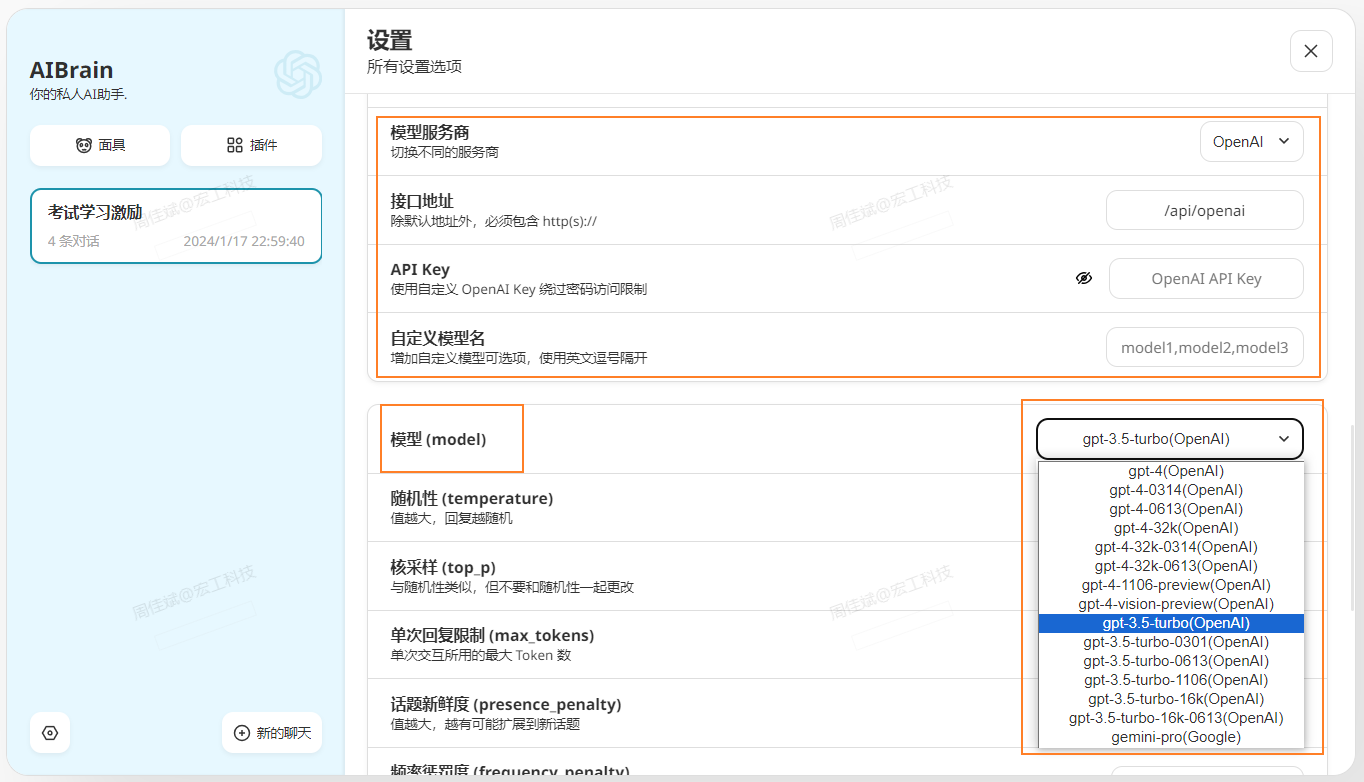 AIBrain
你的私人AI助手.
面具
插件
考试学习激励
4 条对话
2024/1/17 22:59:40
新的聊天
设置
所有设置选项
模型服务商
切换不同的服务商
OpenAI
接口地址
除默认地址外，必须包含 http(s)://
/api/openai
API Key
使用自定义 OpenAI Key 绕过密码访问限制
OpenAI API Key
自定义模型名
增加自定义模型可选项，使用英文逗号隔开
model1,model2,model3
模型 (model)
gpt-3.5-turbo(OpenAI)
gpt-4(OpenAI)
gpt-4-0314(OpenAI)
gpt-4-0613(OpenAI)
gpt-4-32k(OpenAI)
gpt-4-32k-0314(OpenAI)
gpt-4-32k-0613(OpenAI)
gpt-4-1106-preview(OpenAI)
gpt-4-vision-preview(OpenAI)
gpt-3.5-turbo(OpenAI)
gpt-3.5-turbo-0301(OpenAI)
gpt-3.5-turbo-0613(OpenAI)
gpt-3.5-turbo-1106(OpenAI)
gpt-3.5-turbo-16k(OpenAI)
gpt-3.5-turbo-16k-0613(OpenAI)
gemini-pro(Google)
随机性 (temperature)
值越大，回复越随机
核采样 (top_p)
与随机性类似，但不要和随机性一起更改
单次回复限制 (max_tokens)
单次交互所用的最大 Token 数
话题新鲜度 (presence_penalty)
值越大，越有可能扩展到新话题
频率惩罚度 (frequency_penalty)
周佳斌@宏工科技
周佳斌@宏工科技
周佳斌@宏工科技
周佳斌@宏工科技